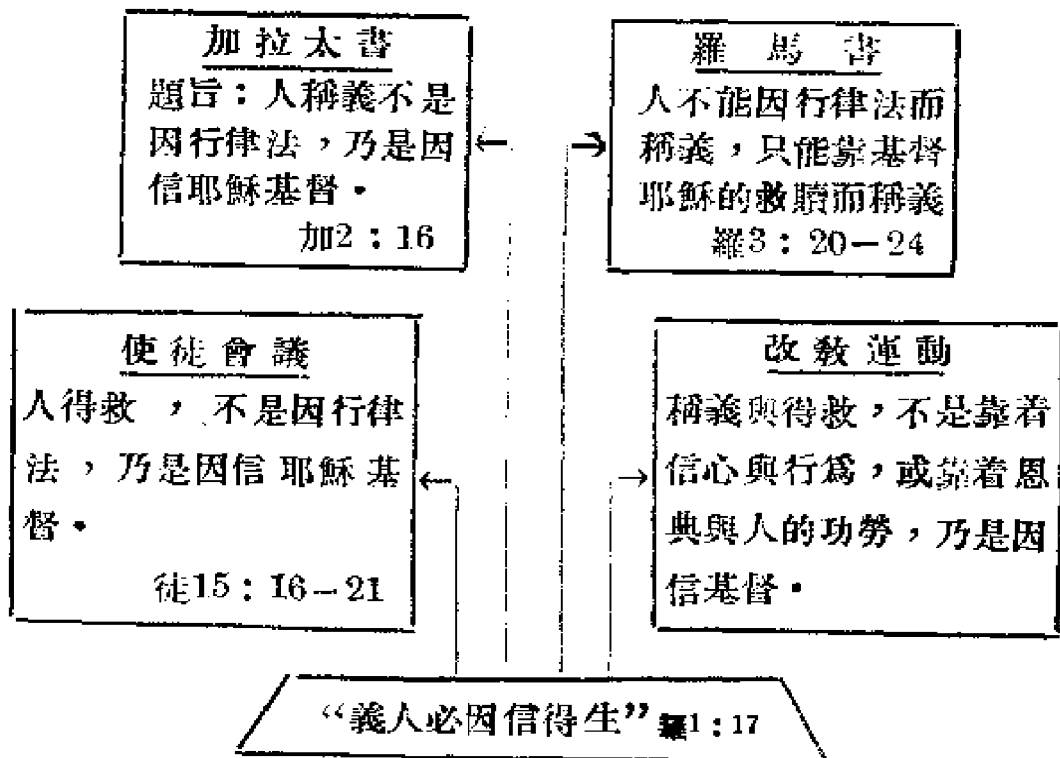 加拉太書
題旨：人稱義不是
因行律法，乃是因
信耶穌基督。
加2：16
羅馬書
人不能因行律法而
稱義，只能靠基督
耶穌的救贖而稱義
羅3：20－24
使徒會議
人得救，不是因行律
法，乃是因信耶穌基
督。
徒15：16－21
改教運動
稱義與得救，不是靠着
信心與行爲，或靠着恩
典與人的功勞，乃是因
信基督。
“義人必因信得生”羅1：17